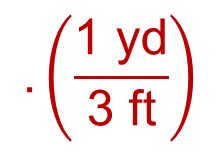 · (1 yd
3 ft)